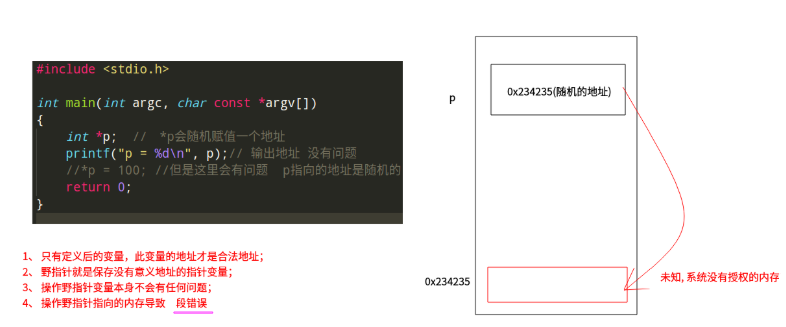 #include <stdio.h>
int main(int argc, char const *argv[])
{
int *p;  // *p会随机赋值一个地址
printf("p = %d\n", p);// 输出地址 没有问题
//*p = 100; //但是这里会有问题  p指向的地址是随机的
return 0;
}
1、 只有定义后的变量，此变量的地址才是合法地址；
2、 野指针就是保存没有意义地址的指针变量；
3、 操作野指针变量本身不会有任何问题；
4、 操作野指针指向的内存导致 段错误
p
0x234235(随机的地址)
0x234235
未知, 系统没有授权的内存